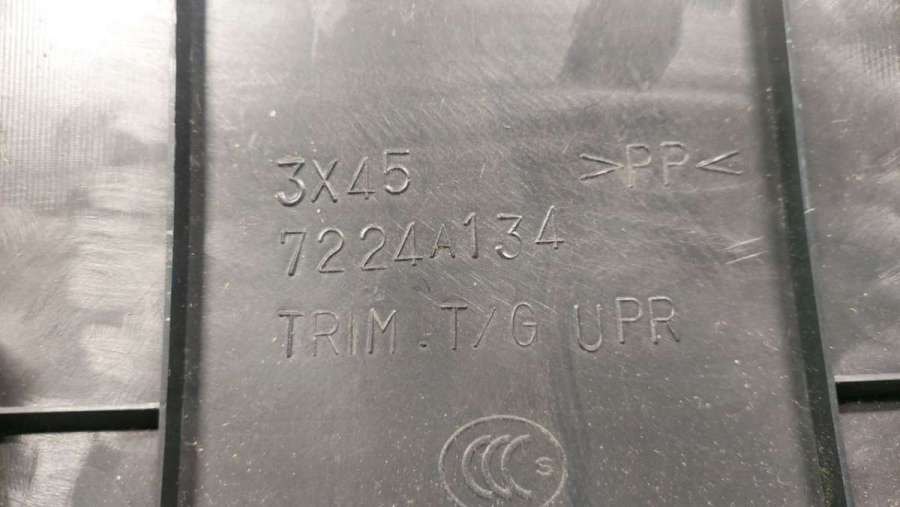 3X45 >PP<
7224A134
TRIM.T/G UPR
CCC S